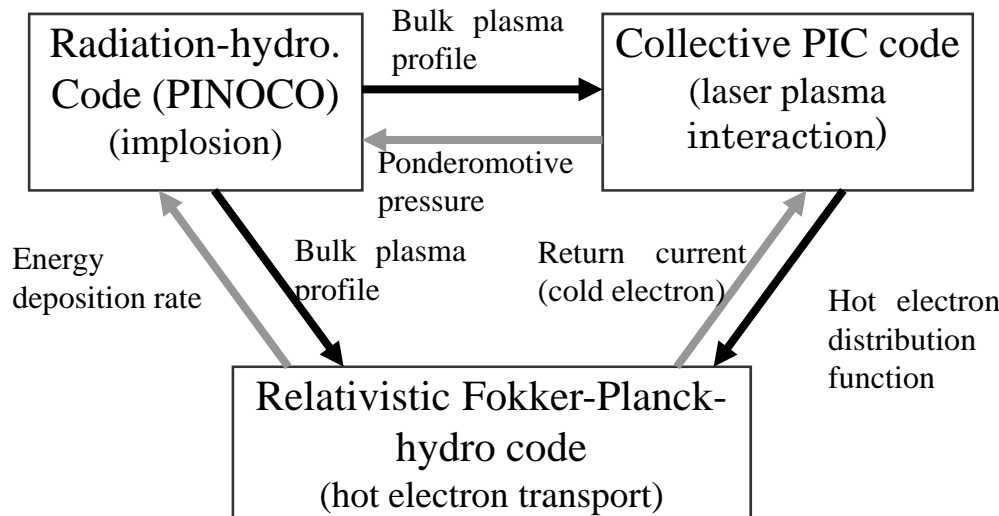 Radiation-hydro.
Code (PINOCO)
(implosion)
Bulk plasma
profile
Collective PIC code
(laser plasma
interaction)
Ponderomotive
pressure
Energy
deposition rate
Bulk plasma
profile
Return current
(cold electron)
Hot electron
distribution
function
Relativistic Fokker-Planck-
hydro code
(hot electron transport)